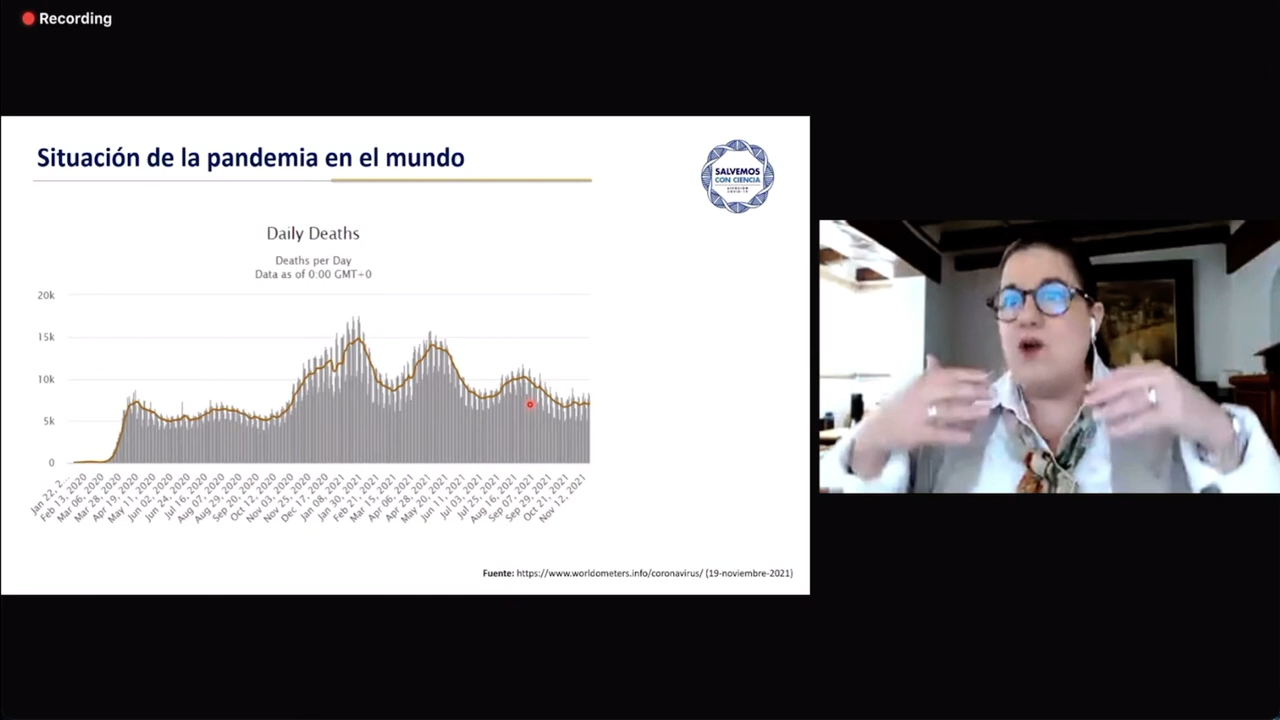 Recording
Situación de la pandemia en el mundo
SALVEMOS
CON CIENCIA
ATENCIÓN
COVID-19
Daily Deaths
Deaths per Day
Data as of 0:00 GMT+0
20k
15k
10k
5k
0
Jan 22, 2...
Feb 13, 2020
Mar 06, 2020
Mar 28, 2020
Apr 19, 2020
May 11, 2020
Jun 02, 2020
Jun 24, 2020
Jul 16, 2020
Aug 07, 2020
Aug 29, 2020
Sep 20, 2020
Oct 12, 2020
Nov 03, 2020
Nov 25, 2020
Dec 17, 2020
Jan 08, 2021
Jan 30, 2021
Feb 21, 2021
Mar 15, 2021
Apr 06, 2021
Apr 28, 2021
May 20, 2021
Jun 11, 2021
Jul 03, 2021
Jul 25, 2021
Aug 16, 2021
Sep 07, 2021
Sep 29, 2021
Oct 21, 2021
Nov 12, 2021
Fuente: https://www.worldometers.info/coronavirus/ (19-noviembre-2021)